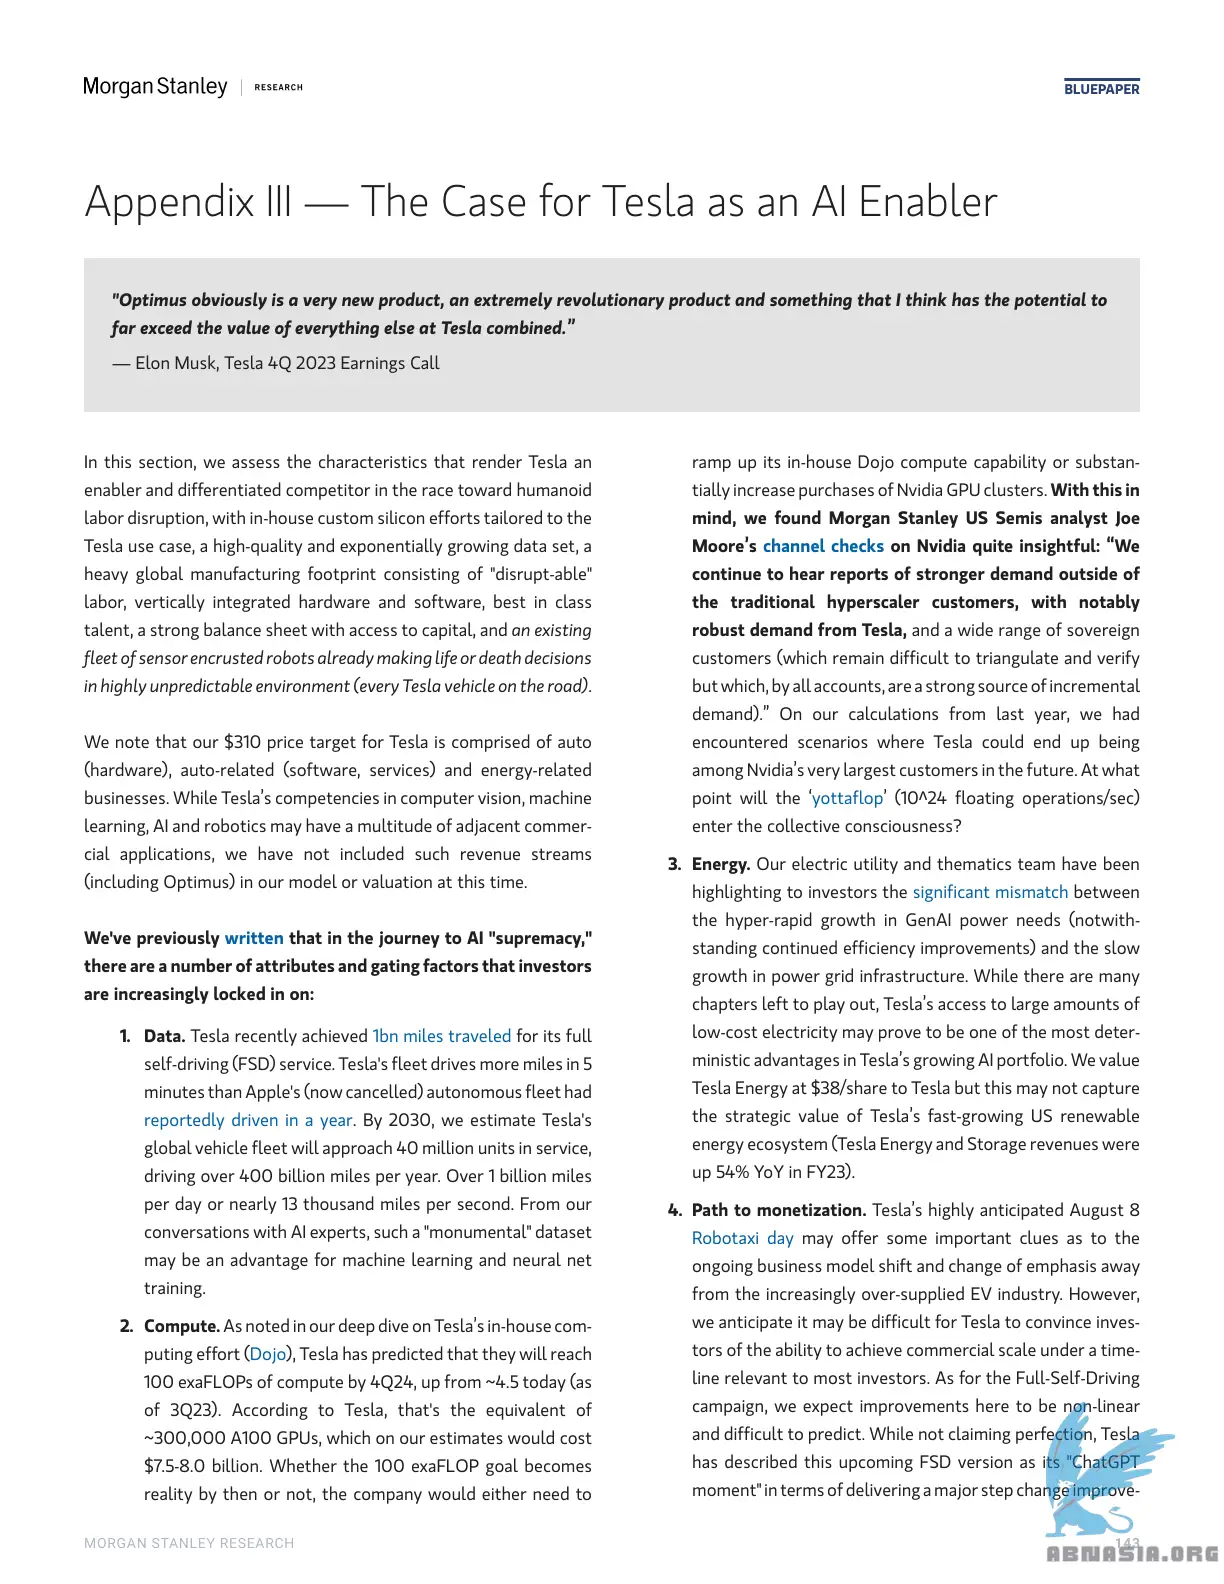 Morgan Stanley | RESEARCH
BLUEPAPER
Appendix III — The Case for Tesla as an AI Enabler
"Optimus obviously is a very new product, an extremely revolutionary product and something that I think has the potential to
far exceed the value of everything else at Tesla combined.”
— Elon Musk, Tesla 4Q 2023 Earnings Call
In this section, we assess the characteristics that render Tesla an
enabler and differentiated competitor in the race toward humanoid
labor disruption, with in-house custom silicon efforts tailored to the
Tesla use case, a high-quality and exponentially growing data set, a
heavy global manufacturing footprint consisting of "disrupt-able"
labor, vertically integrated hardware and software, best in class
talent, a strong balance sheet with access to capital, and an existing
fleet of sensor encrusted robots already making life or death decisions
in highly unpredictable environment (every Tesla vehicle on the road).
We note that our $310 price target for Tesla is comprised of auto
(hardware), auto-related (software, services) and energy-related
businesses. While Tesla’s competencies in computer vision, machine
learning, AI and robotics may have a multitude of adjacent commer-
cial applications, we have not included such revenue streams
(including Optimus) in our model or valuation at this time.
We've previously written that in the journey to AI "supremacy,"
there are a number of attributes and gating factors that investors
are increasingly locked in on:
1. Data. Tesla recently achieved 1bn miles traveled for its full
self-driving (FSD) service. Tesla's fleet drives more miles in 5
minutes than Apple's (now cancelled) autonomous fleet had
reportedly driven in a year. By 2030, we estimate Tesla's
global vehicle fleet will approach 40 million units in service,
driving over 400 billion miles per year. Over 1 billion miles
per day or nearly 13 thousand miles per second. From our
conversations with AI experts, such a "monumental" dataset
may be an advantage for machine learning and neural net
training.
2. Compute. As noted in our deep dive on Tesla’s in-house com-
puting effort (Dojo), Tesla has predicted that they will reach
100 exaFLOPs of compute by 4Q24, up from ~4.5 today (as
of 3Q23). According to Tesla, that's the equivalent of
~300,000 A100 GPUs, which on our estimates would cost
$7.5-8.0 billion. Whether the 100 exaFLOP goal becomes
reality by then or not, the company would either need to
ramp up its in-house Dojo compute capability or substan-
tially increase purchases of Nvidia GPU clusters. With this in
mind, we found Morgan Stanley US Semis analyst Joe
Moore’s channel checks on Nvidia quite insightful: “We
continue to hear reports of stronger demand outside of
the traditional hyperscaler customers, with notably
robust demand from Tesla, and a wide range of sovereign
customers (which remain difficult to triangulate and verify
but which, by all accounts, are a strong source of incremental
demand).” On our calculations from last year, we had
encountered scenarios where Tesla could end up being
among Nvidia’s very largest customers in the future. At what
point will the ‘yottaflop’ (10^24 floating operations/sec)
enter the collective consciousness?
3. Energy. Our electric utility and thematics team have been
highlighting to investors the significant mismatch between
the hyper-rapid growth in GenAI power needs (notwith-
standing continued efficiency improvements) and the slow
growth in power grid infrastructure. While there are many
chapters left to play out, Tesla’s access to large amounts of
low-cost electricity may prove to be one of the most deter-
ministic advantages in Tesla’s growing AI portfolio. We value
Tesla Energy at $38/share to Tesla but this may not capture
the strategic value of Tesla’s fast-growing US renewable
energy ecosystem (Tesla Energy and Storage revenues were
up 54% YoY in FY23).
4. Path to monetization. Tesla’s highly anticipated August 8
Robotaxi day may offer some important clues as to the
ongoing business model shift and change of emphasis away
from the increasingly over-supplied EV industry. However,
we anticipate it may be difficult for Tesla to convince inves-
tors of the ability to achieve commercial scale under a time-
line relevant to most investors. As for the Full-Self-Driving
campaign, we expect improvements here to be non-linear
and difficult to predict. While not claiming perfection, Tesla
has described this upcoming FSD version as its "ChatGPT
moment" in terms of delivering a major step change improve-
MORGAN STANLEY RESEARCH
143
ABNASIA.ORG